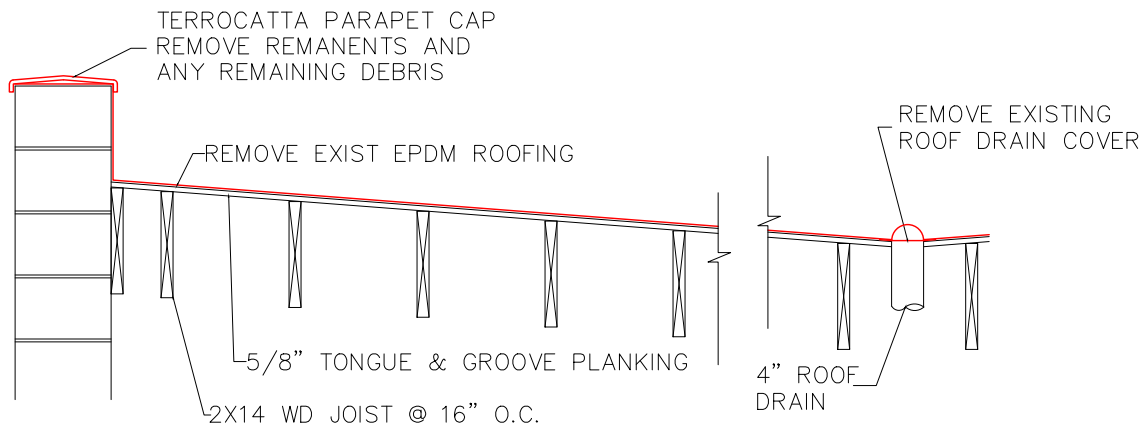 TERROCATTA PARAPET CAP
REMOVE REMANENTS AND
ANY REMAINING DEBRIS
REMOVE EXISTING
ROOF DRAIN COVER
REMOVE EXIST EPDM ROOFING
5/8" TONGUE & GROOVE PLANKING
4" ROOF
DRAIN
2X14 WD JOIST @ 16" O.C.